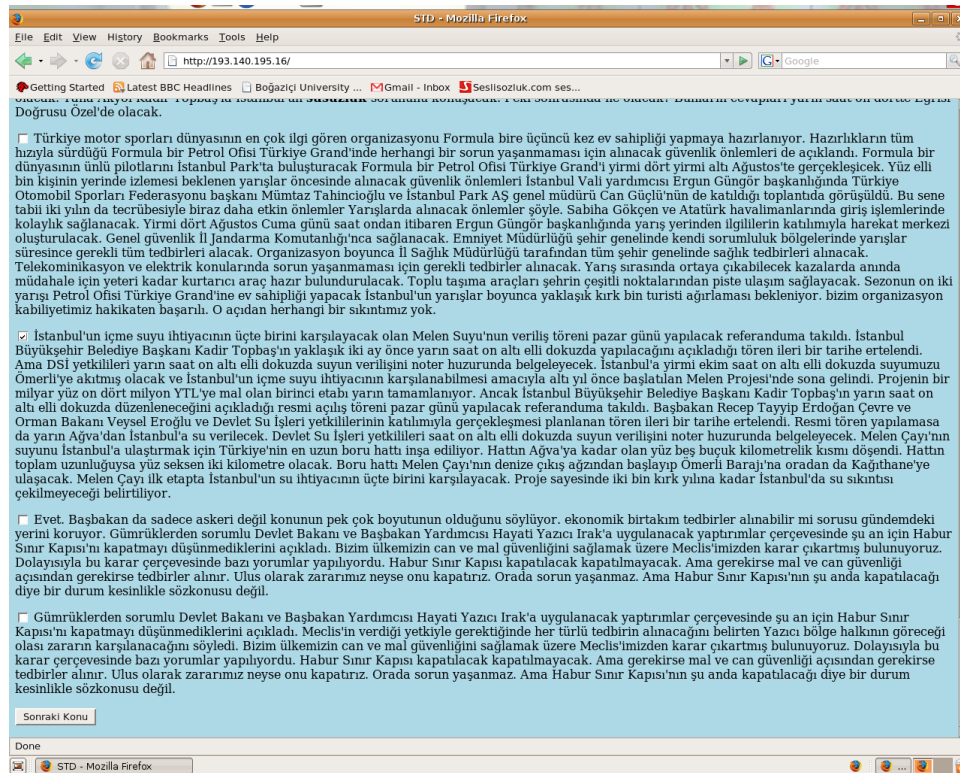 STD - Mozilla Firefox
File Edit View History Bookmarks Tools Help
http://193.140.195.16/
Google
Getting Started Latest BBC Headlines Boğaziçi University ... Gmail - Inbox Seslisozluk.com ses...
olacak. Kadir Topbaş'la İstanbul'un susuzluk sorununu konuşacak. Peki sonrasında ne olacak? cevapları yarın saat on dörtte Eğrisi
Doğrusu Özel'de olacak.
Türkiye motor sporları dünyasının en çok ilgi gören organizasyonu Formula bire üçüncü kez ev sahipliği yapmaya hazırlanıyor. Hazırlıkların tüm
hızıyla sürdüğü Formula bir Petrol Ofisi Türkiye Grand'inde herhangi bir sorun yaşanmaması için alınacak güvenlik önlemleri de açıklandı. Formula bir
dünyasının ünlü pilotlarını İstanbul Park'ta buluşturacak Formula bir Petrol Ofisi Türkiye Grand'i yirmi dört yirmi altı Ağustos'te gerçekleşicek. Yüz elli
bin kişinin yerinde izlemesi beklenen yarışlar öncesinde alınacak güvenlik önlemleri İstanbul Vali yardımcısı Ergun Güngör başkanlığında Türkiye
Otomobil Sporları Federasyonu başkanı Mümtaz Tahincioğlu ve İstanbul Park AŞ genel müdürü Can Güçlü'nün de katıldığı toplantıda görüşüldü. Bu sene
tabii iki yılın da tecrübesiyle biraz daha etkin önlemler Yarışlarda alınacak önlemler şöyle. Sabiha Gökçen ve Atatürk havalimanlarında giriş işlemlerinde
kolaylık sağlanacak. Yirmi dört Ağustos Cuma günü saat ondan itibaren Ergun Güngör başkanlığında yarış yerinden ilgililerin katılımıyla harekat merkezi
oluşturulacak. Genel güvenlik İl Jandarma Komutanlığı'nca sağlanacak. Emniyet Müdürlüğü şehir genelinde kendi sorumluluk bölgelerinde yarışlar
süresince gerekli tüm tedbirleri alacak. Organizasyon boyunca İl Sağlık Müdürlüğü tarafından tüm şehir genelinde sağlık tedbirleri alınacak.
Telekominikasyon ve elektrik konularında sorun yaşanmaması için gerekli tedbirler alınacak. Yarış sırasında ortaya çıkabilecek kazalarda anında
müdahale için yeteri kadar kurtarıcı araç hazır bulundurulacak. Toplu taşıma araçları şehrin çeşitli noktalarından piste ulaşım sağlayacak. Sezonun on iki
yarışı Petrol Ofisi Türkiye Grand'ine ev sahipliği yapacak İstanbul'un yarışlar boyunca yaklaşık kırk bin turisti ağırlaması bekleniyor. bizim organizasyon
kabiliyetimiz hakikaten başarılı. O açıdan herhangi bir sıkıntımız yok.
İstanbul'un içme suyu ihtiyacının üçte birini karşılayacak olan Melen Suyu'nun veriliş töreni pazar günü yapılacak referanduma takıldı. İstanbul
Büyükşehir Belediye Başkanı Kadir Topbaş'ın yaklaşık iki ay önce yarın saat on altı elli dokuzda yapılacağını açıkladığı tören ileri bir tarihe ertelendi.
Ama DSİ yetkilileri yarın saat on altı elli dokuzda suyun verilişini noter huzurunda belgeleyecek. İstanbul'a yirmi ekim saat on altı elli dokuzda suyumuzu
Ömerli'ye akıtmış olacak ve İstanbul'un içme suyu ihtiyacının karşılanabilmesi amacıyla altı yıl önce başlatılan Melen Projesi'nde sona gelindi. Projenin bir
milyar yüz on dört milyon YTL'ye mal olan birinci etabı yarın tamamlanıyor. Ancak İstanbul Büyükşehir Belediye Başkanı Kadir Topbaş'ın yarın saat on
altı elli dokuzda düzenleneceğini açıkladığı resmi açılış töreni pazar günü yapılacak referanduma takıldı. Başbakan Recep Tayyip Erdoğan Çevre ve
Orman Bakanı Veysel Eroğlu ve Devlet Su İşleri yetkililerinin katılımıyla gerçekleşmesi planlanan tören ileri bir tarihe ertelendi. Resmi tören yapılamasa
da yarın Ağva'dan İstanbul'a su verilecek. Devlet Su İşleri yetkilileri saat on altı elli dokuzda suyun verilişini noter huzurunda belgeleyecek. Melen Çayı'nın
suyunu İstanbul'a ulaştırmak için Türkiye'nin en uzun boru hattı inşa ediliyor. Hattın Ağva'ya kadar olan yüz beş buçuk kilometrelik kısmı döşendi. Hattın
toplam uzunluğuysa yüz seksen iki kilometre olacak. Boru hattı Melen Çayı'nın denize çıkış ağzından başlayıp Ömerli Barajı'na oradan da Kağıthane'ye
ulaşacak. Melen Çayı ilk etapta İstanbul'un su ihtiyacının üçte birini karşılayacak. Proje sayesinde iki bin kırk yılına kadar İstanbul'da su sıkıntısı
çekilmeyeceği belirtiliyor.
Evet. Başbakan da sadece askeri değil konunun pek çok boyutunun olduğunu söylüyor. ekonomik birtakım tedbirler alınabilir mi sorusu gündemdeki
yerini koruyor. Gümrüklerden sorumlu Devlet Bakanı ve Başbakan Yardımcısı Hayati Yazıcı Irak'a uygulanacak yaptırımlar çerçevesinde şu an için Habur
Sınır Kapısı'nı kapatmayı düşünmediklerini açıkladı. Bizim ülkemizin can ve mal güvenliğini sağlamak üzere Meclis'imizden karar çıkartmış bulunuyoruz.
Dolayısıyla bu karar çerçevesinde bazı yorumlar yapılıyordu. Habur Sınır Kapısı kapatılacak kapatılmayacak. Ama gerekirse mal ve can güvenliği
açısından gerekirse tedbirler alınır. Ulus olarak zararımız neyse onu kapatırız. Orada sorun yaşanmaz. Ama Habur Sınır Kapısı'nın şu anda kapatılacağı
diye bir durum kesinlikle sözkonusu değil.
Gümrüklerden sorumlu Devlet Bakanı ve Başbakan Yardımcısı Hayati Yazıcı Irak'a uygulanacak yaptırımlar çerçevesinde şu an için Habur Sınır
Kapısı'nı kapatmayı düşünmediklerini açıkladı. Meclis'in verdiği yetkiyle gerektiğinde her türlü tedbirin alınacağını belirten Yazıcı bölge halkının göreceği
olası zararın karşılanacağını söyledi. Bizim ülkemizin can ve mal güvenliğini sağlamak üzere Meclis'imizden karar çıkartmış bulunuyoruz. Dolayısıyla bu
karar çerçevesinde bazı yorumlar yapılıyordu. Habur Sınır Kapısı kapatılacak kapatılmayacak. Ama gerekirse mal ve can güvenliği açısından gerekirse
tedbirler alınır. Ulus olarak zararımız neyse onu kapatırız. Orada sorun yaşanmaz. Ama Habur Sınır Kapısı'nın şu anda kapatılacağı diye bir durum
kesinlikle sözkonusu değil.
Sonraki Konu
Done
STD - Mozilla Firefox
...